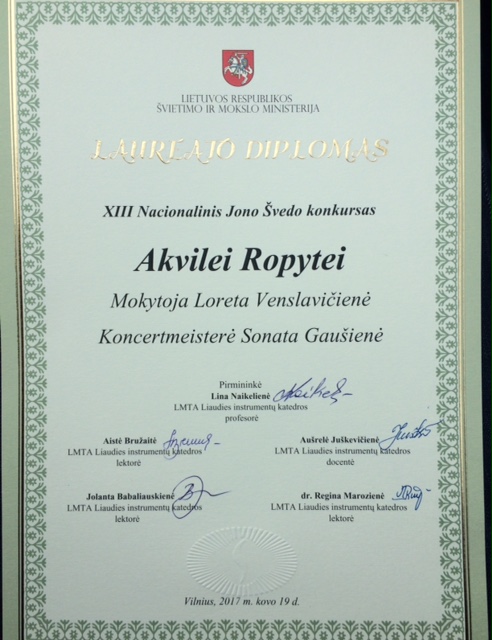 LIETUVOS RESPUBLIKOS
ŠVIETIMO IR MOKSLO MINISTERIJA
LAUREAJO DIPLOMAS
XIII Nacionalinis Jono Švedo konkursas
Akvilei Ropytei
Mokytoja Loreta Venslavičienė
Koncertmeisterė Sonata Gaušienė
Pirmininkė
Lina Naikelienė
LMTA Liaudies instrumentų katedros
profesorė
Aistė Bružaitė
LMTA Liaudies instrumentų katedros
lektorė
Aušrelė Juškevičienė
LMTA Liaudies instrumentų katedros
docentė
Jolanta Babaliauskienė
LMTA Liaudies instrumentų katedros
lektorė
dr. Regina Marozienė
LMTA Liaudies instrumentų katedros
lektorė
Vilnius, 2017 m. kovo 19 d.